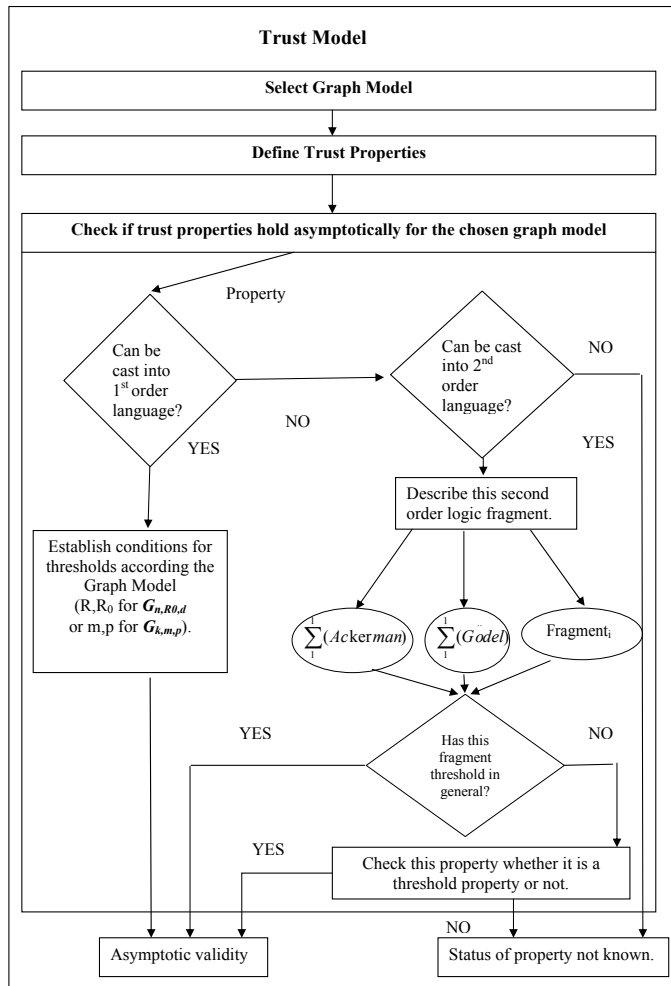 Trust Model
Select Graph Model
Define Trust Properties
Check if trust properties hold asymptotically for the chosen graph model
Property
Can be
cast into
1st order
language?
Can be cast
into 2nd
order
language?
NO
NO
YES
YES
Describe this second
order logic fragment.
Establish conditions for
thresholds according the
Graph Model
(R,R0 for Gn,R0,d
or m,p for Gk,m,p).
∑11(Ackerman)
∑11(Gödel)
Fragmenti
YES
Has this
fragment
threshold in
general?
NO
YES
Check this property whether it is a
threshold property or not.
NO
Asymptotic validity
Status of property not known.